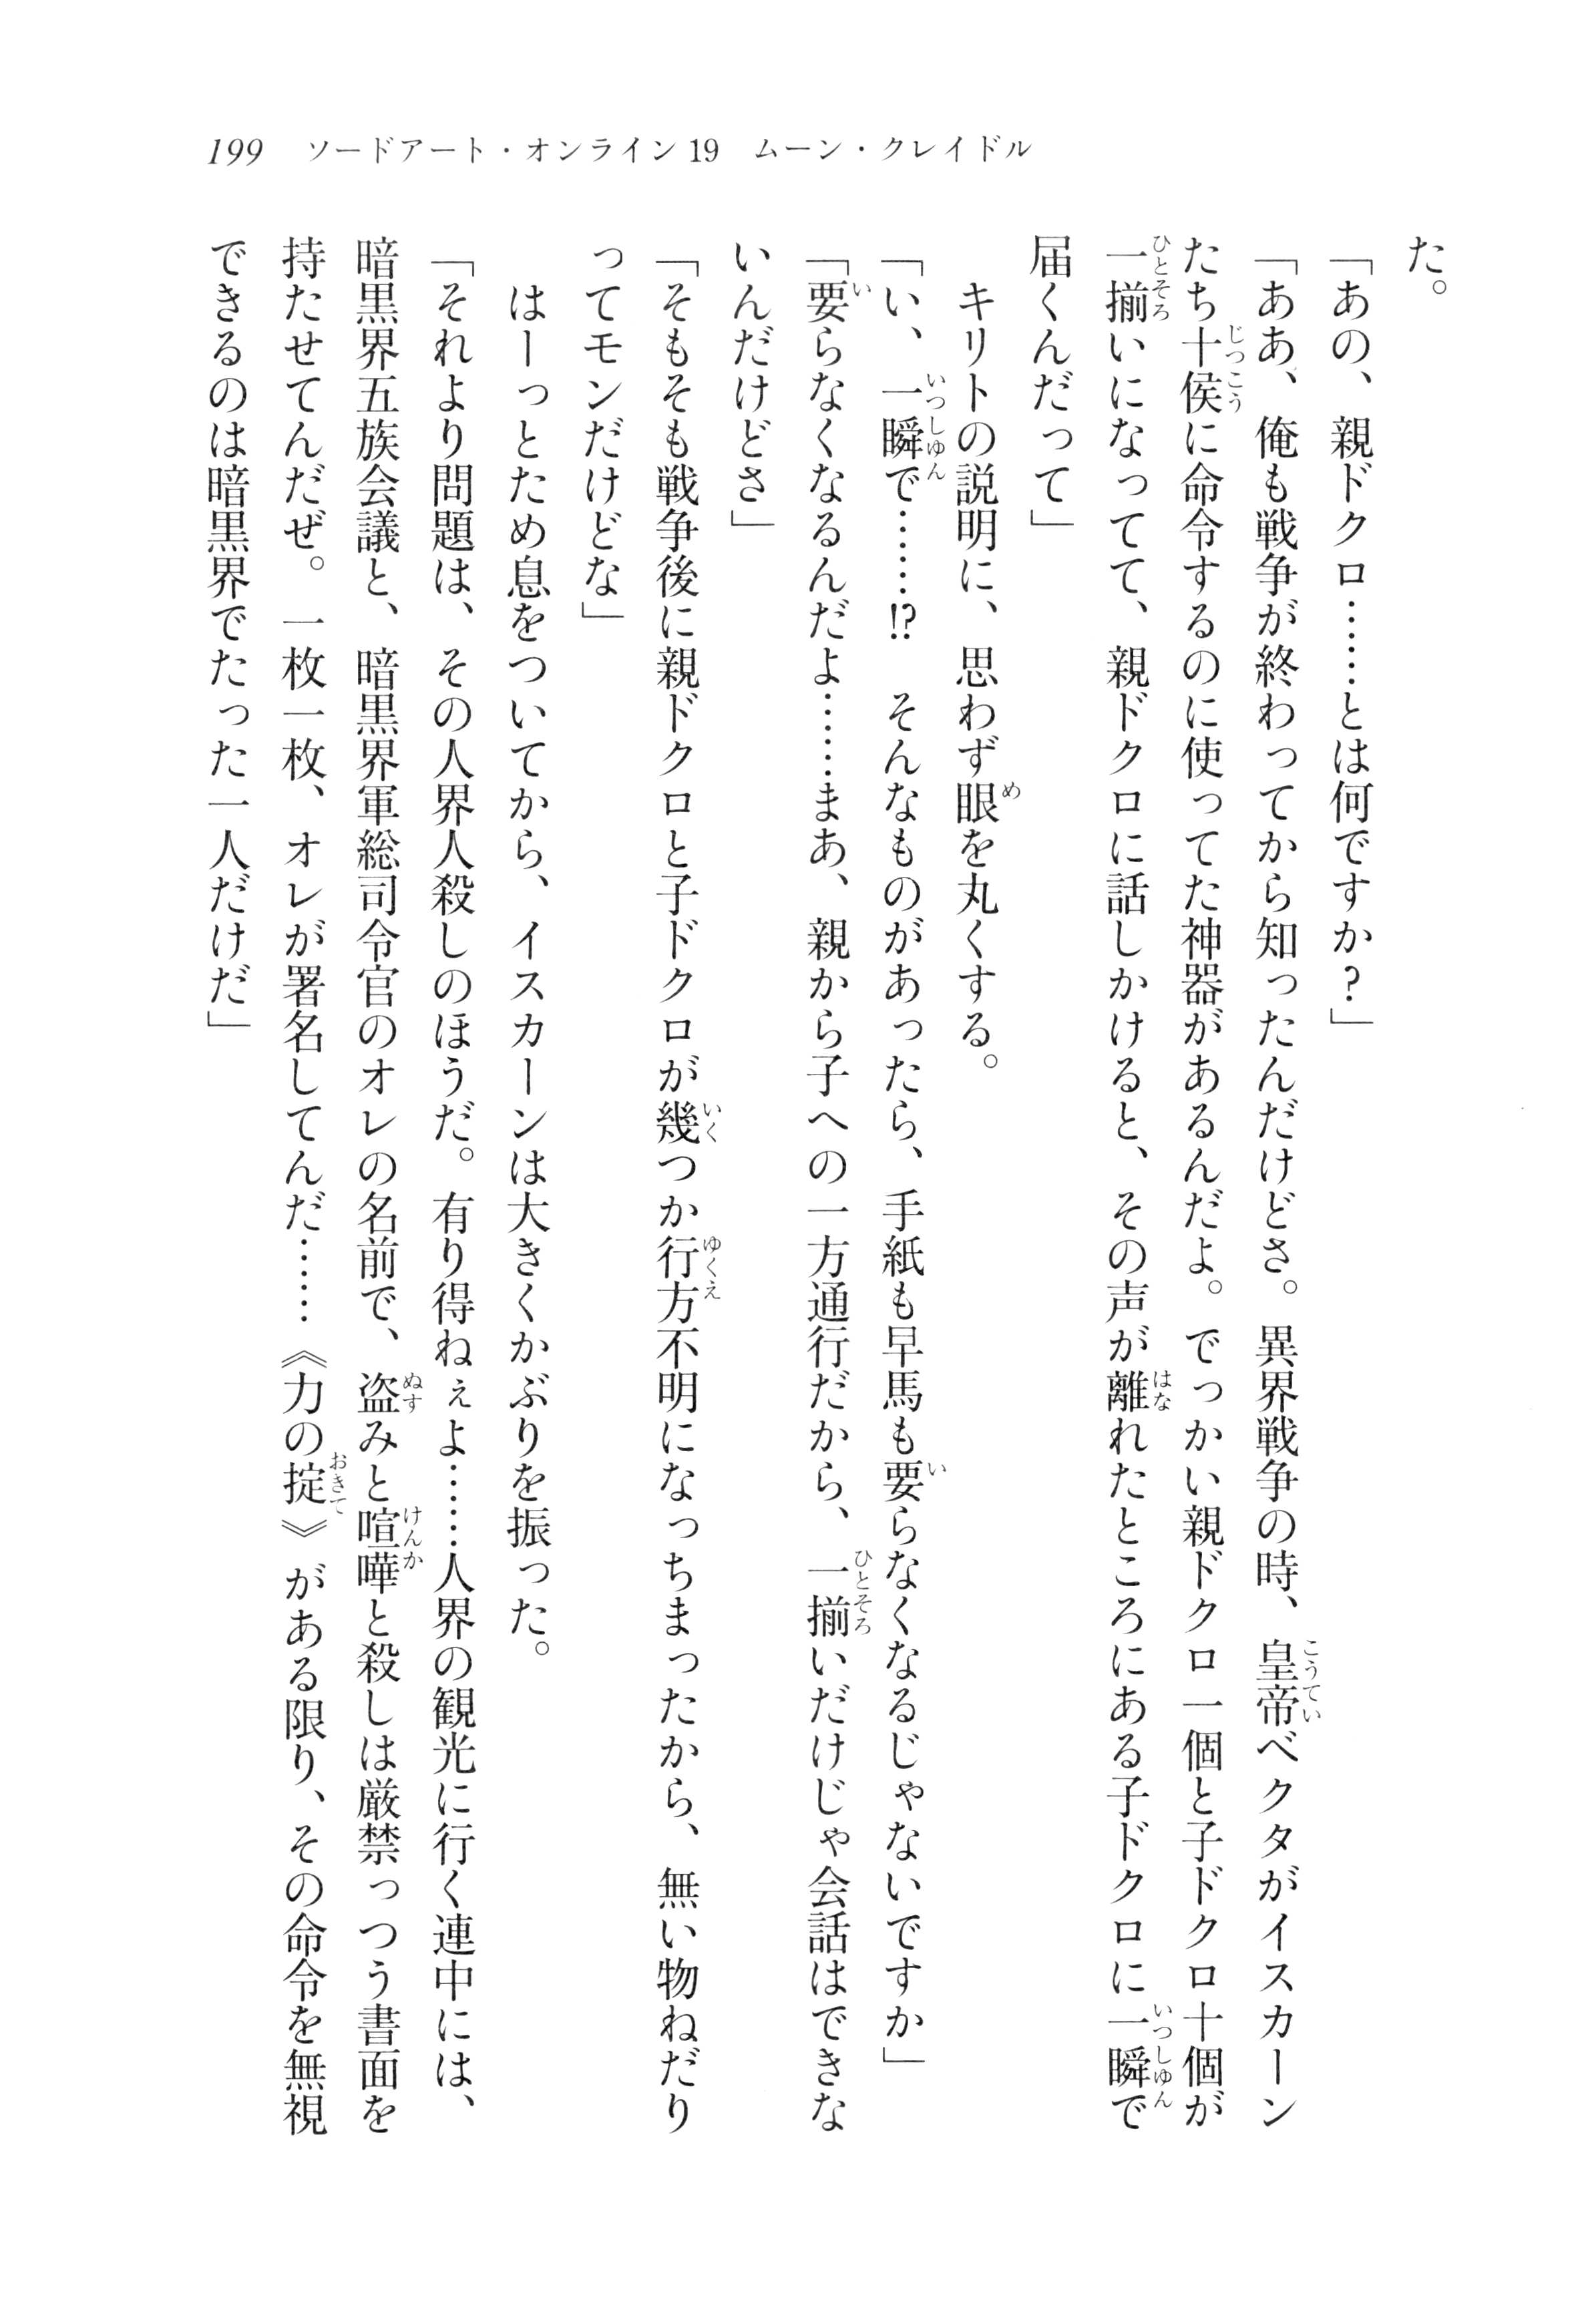 199　ソードアート・オンライン19　ムーン・クレイドル
た。
「あの、親ドクロ……とは何ですか？」
「ああ、俺も戦争が終わってから知ったんだけどさ。異界戦争の時、皇帝ベクタがイスカーン
たち十侯に命令するのに使ってた神器があるんだよ。でっかい親ドクロ一個と子ドクロ十個が
一揃いになってて、親ドクロに話しかけると、その声が離れたところにある子ドクロに一瞬で
届くんだって」
　キリトの説明に、思わず眼を丸くする。
「い、一瞬で……!?　そんなものがあったら、手紙も早馬も要らなくなるじゃないですか」
「要らなくなるんだよ……まあ、親から子への一方通行だから、一揃いだけじゃ会話はできな
いんだけどさ」
「そもそも戦争後に親ドクロと子ドクロが幾つか行方不明になっちまったから、無い物ねだり
ってモンだけどな」
　はーっとため息をついてから、イスカーンは大きくかぶりを振った。
「それより問題は、その人界人殺しのほうだ。有り得ねぇよ……人界の観光に行く連中には、
暗黒界五族会議と、暗黒界軍総司令官のオレの名前で、盗みと喧嘩と殺しは厳禁っつう書面を
持たせてんだぜ。一枚一枚、オレが署名してんだ……《力の掟》がある限り、その命令を無視
できるのは暗黒界でたった一人だけだ」